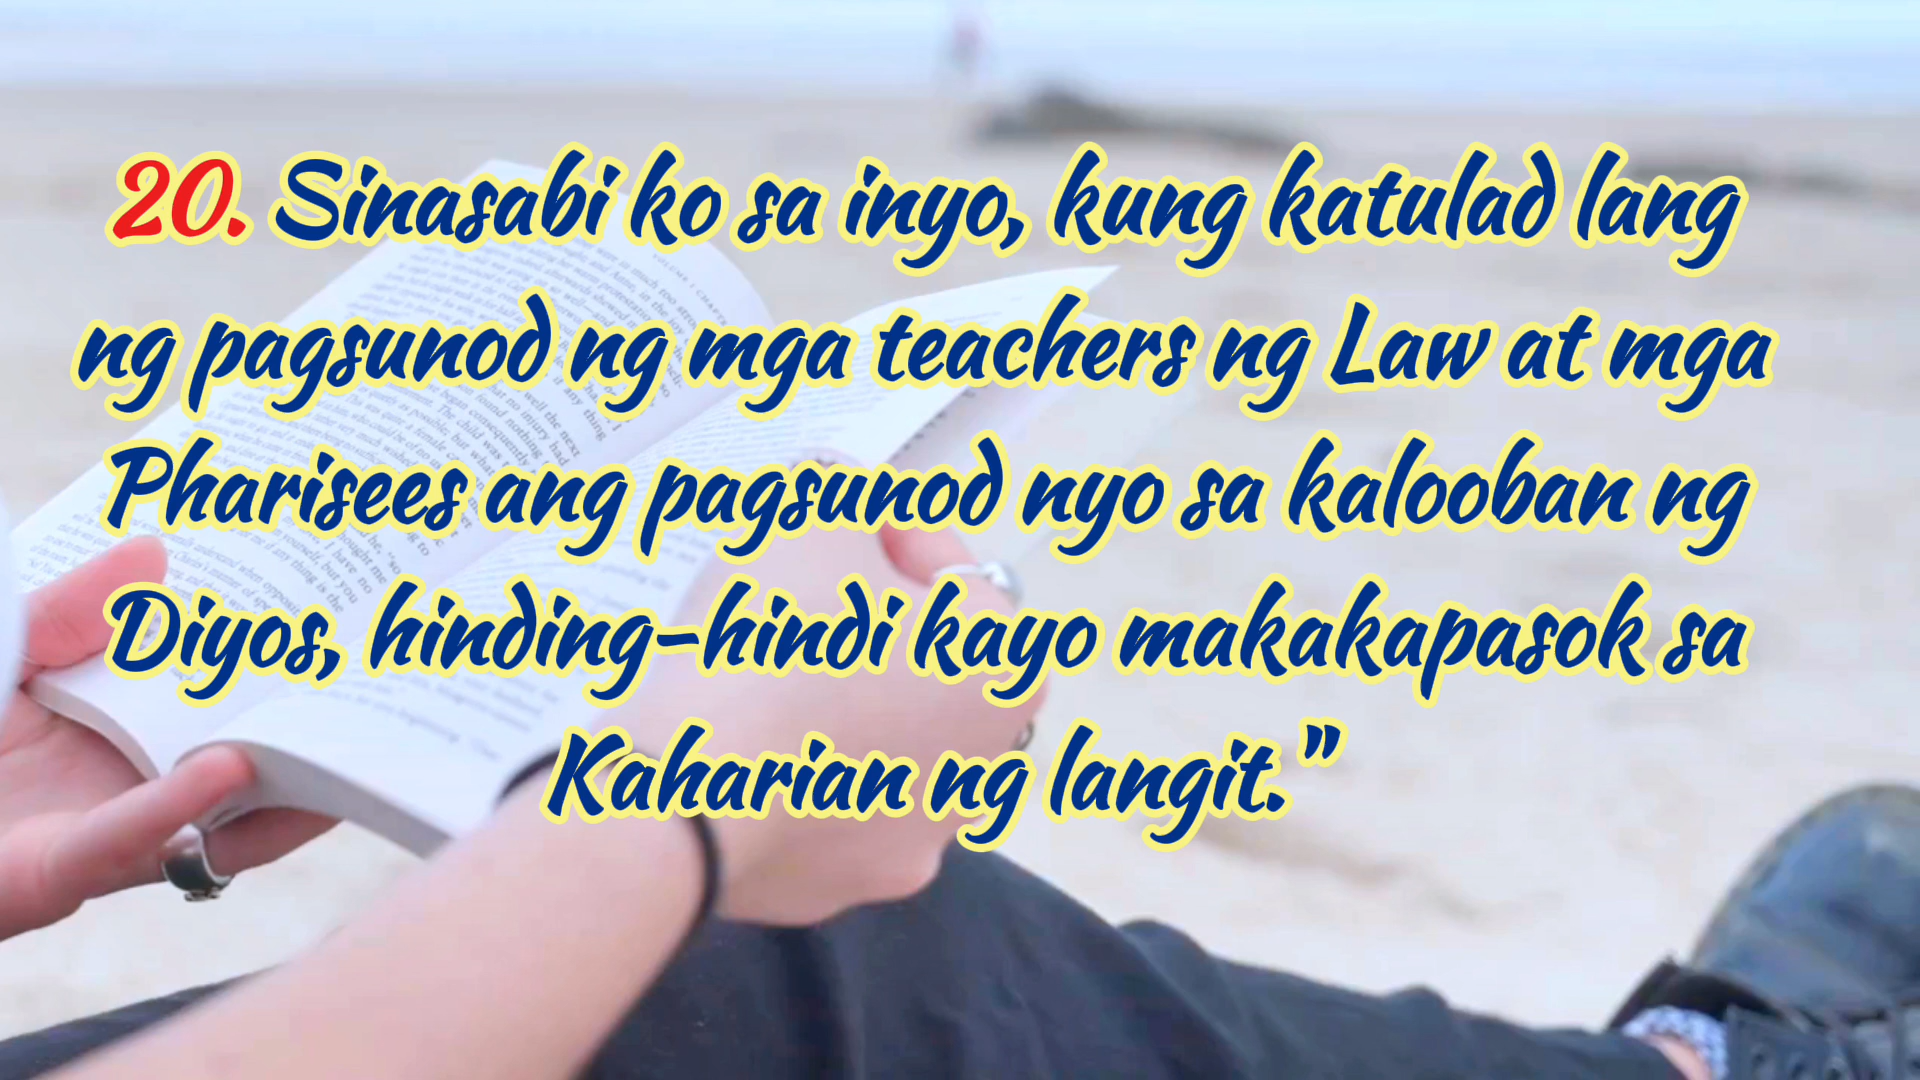 20. Sinasabi ko sa inyo, kung katulad lang
ng pagsunod ng mga teachers ng Law at mga
Pharisees ang pagsunod nyo sa kalooban ng
Diyos, hinding-hindi kayo makakapasok sa
Kaharian ng langit."